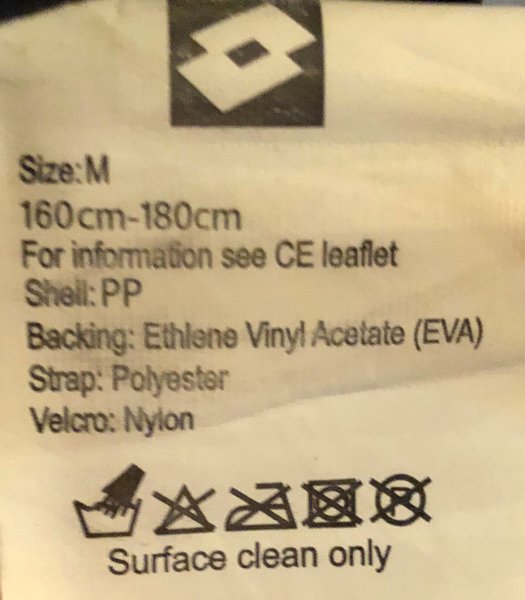 Size:M
160cm-180cm
For information see CE leaflet
Shell: PP
Backing: Ethlene Vinyl Acetate (EVA)
Strap: Polyester
Velcro: Nylon
P
Surface clean only